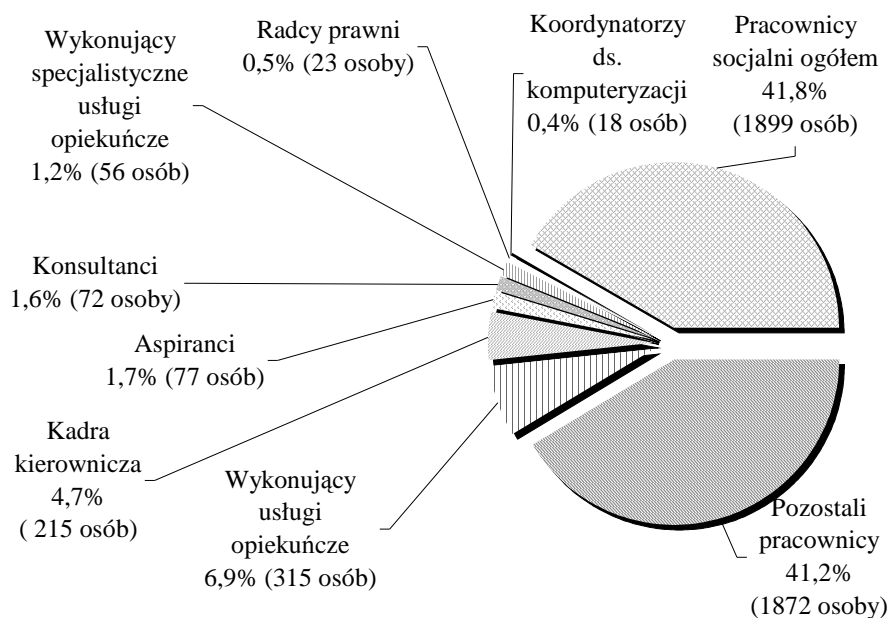 Wykonujący
specjalistyczne
usługi
opiekuńcze
1,2% (56 osób)
Radcy prawni
0,5% (23 osoby)
Koordynatorzy
ds.
komputeryzacji
0,4% (18 osób)
Pracownicy
socjalni ogółem
41,8%
(1899 osób)
Konsultanci
1,6% (72 osoby)
Aspiranci
1,7% (77 osób)
Kadra
kierownicza
4,7%
( 215 osób)
Wykonujący
usługi
opiekuńcze
6,9% (315 osób)
Pozostali
pracownicy
41,2%
(1872 osoby)